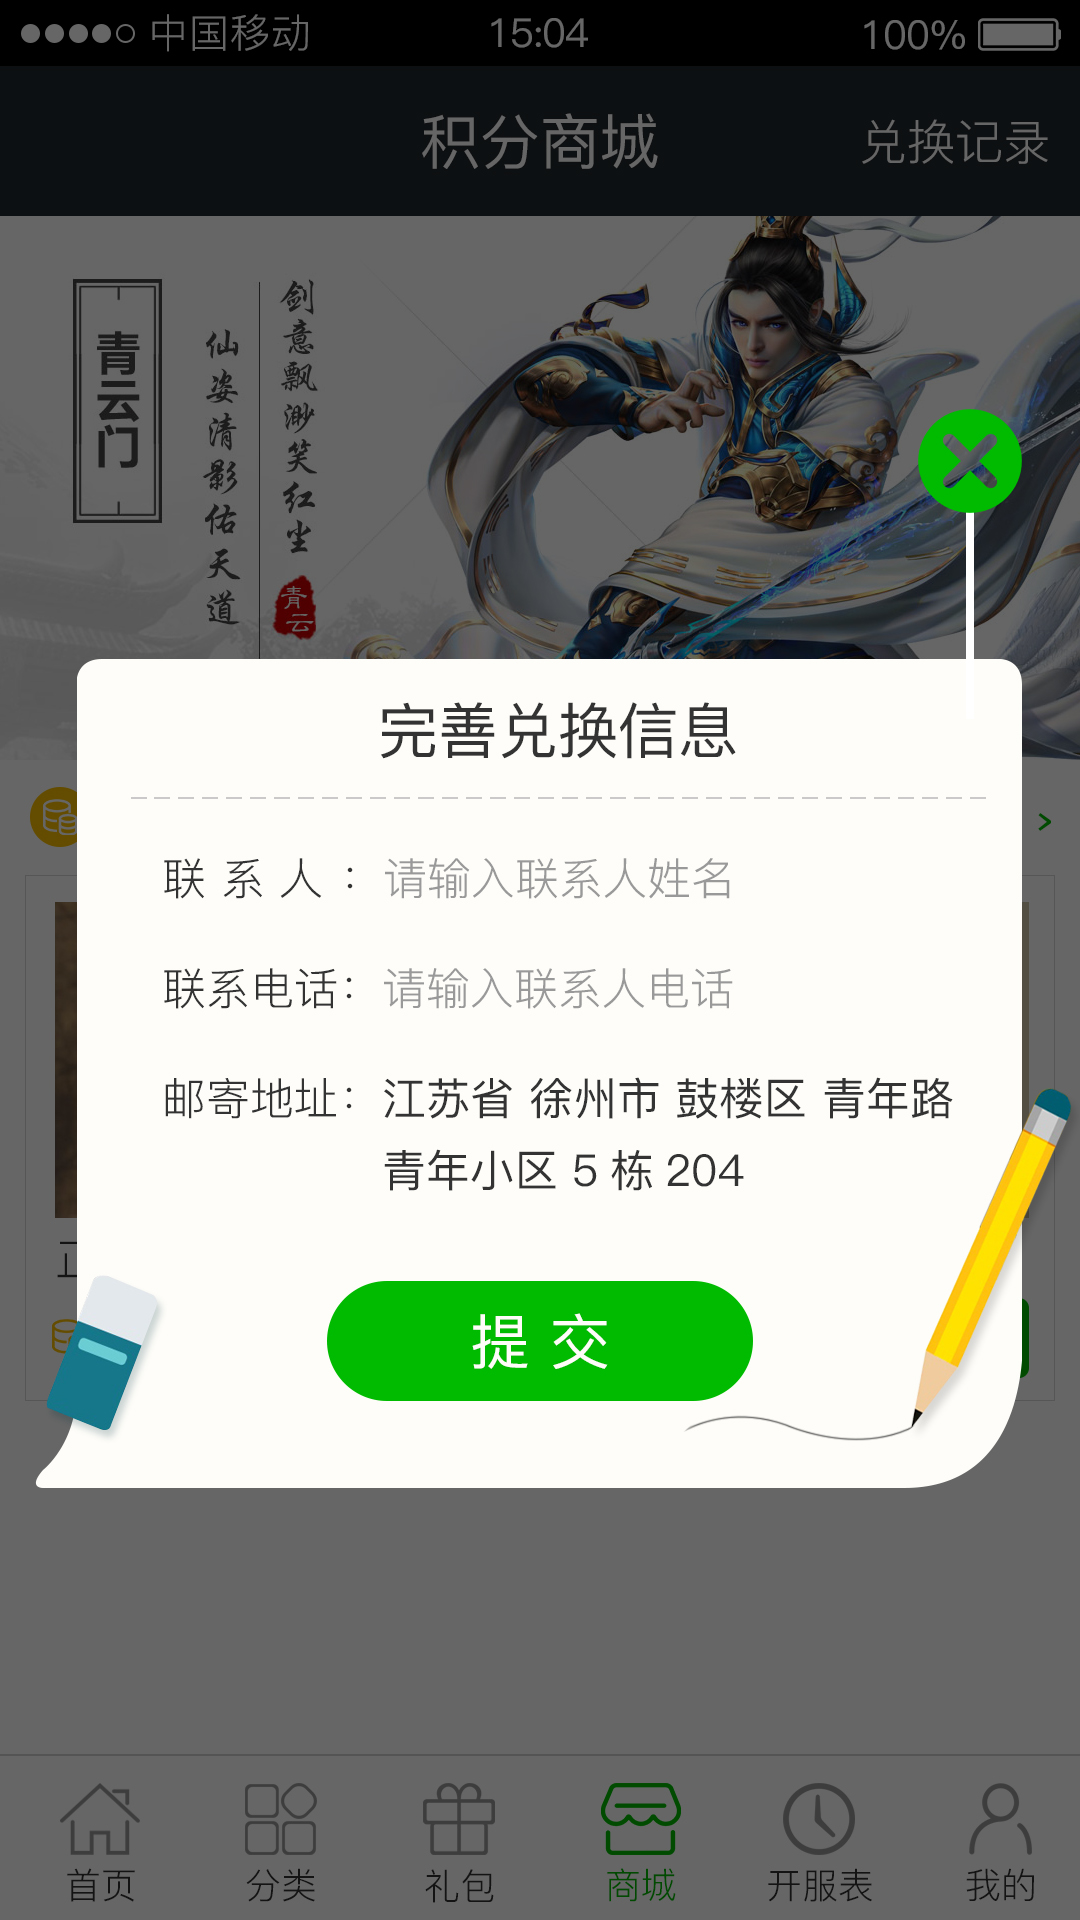 中国移动 15:04 100%
积分商城 兑换记录
青云门
剑意飘渺笑红尘
仙姿清影佑天道
青云
完善兑换信息
联 系 人 ： 请输入联系人姓名
联系电话： 请输入联系人电话
邮寄地址： 江苏省 徐州市 鼓楼区 青年路
青年小区 5 栋 204
正
提 交
首页 分类 礼包 商城 开服表 我的